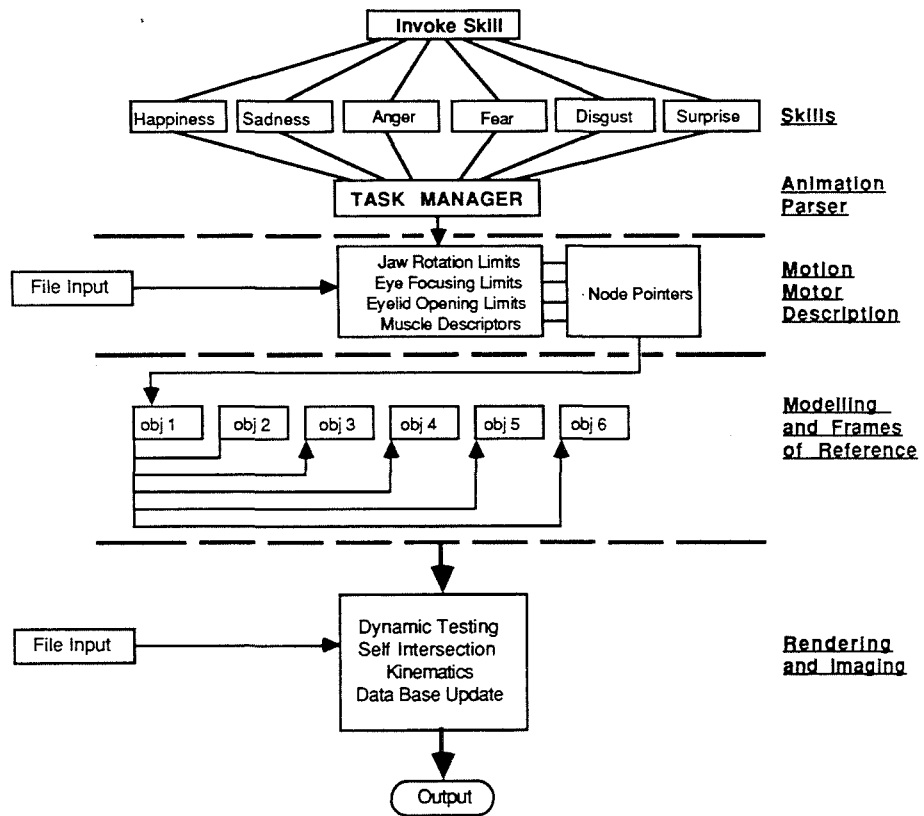 Invoke Skill
Happiness Sadness Anger Fear Disgust Surprise
Skills
TASK MANAGER
Animation
Parser
File Input
Jaw Rotation Limits
Eye Focusing Limits
Eyelid Opening Limits
Muscle Descriptors
Node Pointers
Motion
Motor
Description
obj 1 obj 2 obj 3 obj 4 obj 5 obj 6
Modelling
and Frames
of Reference
File Input
Dynamic Testing
Self Intersection
Kinematics
Data Base Update
Rendering
and Imaging
Output